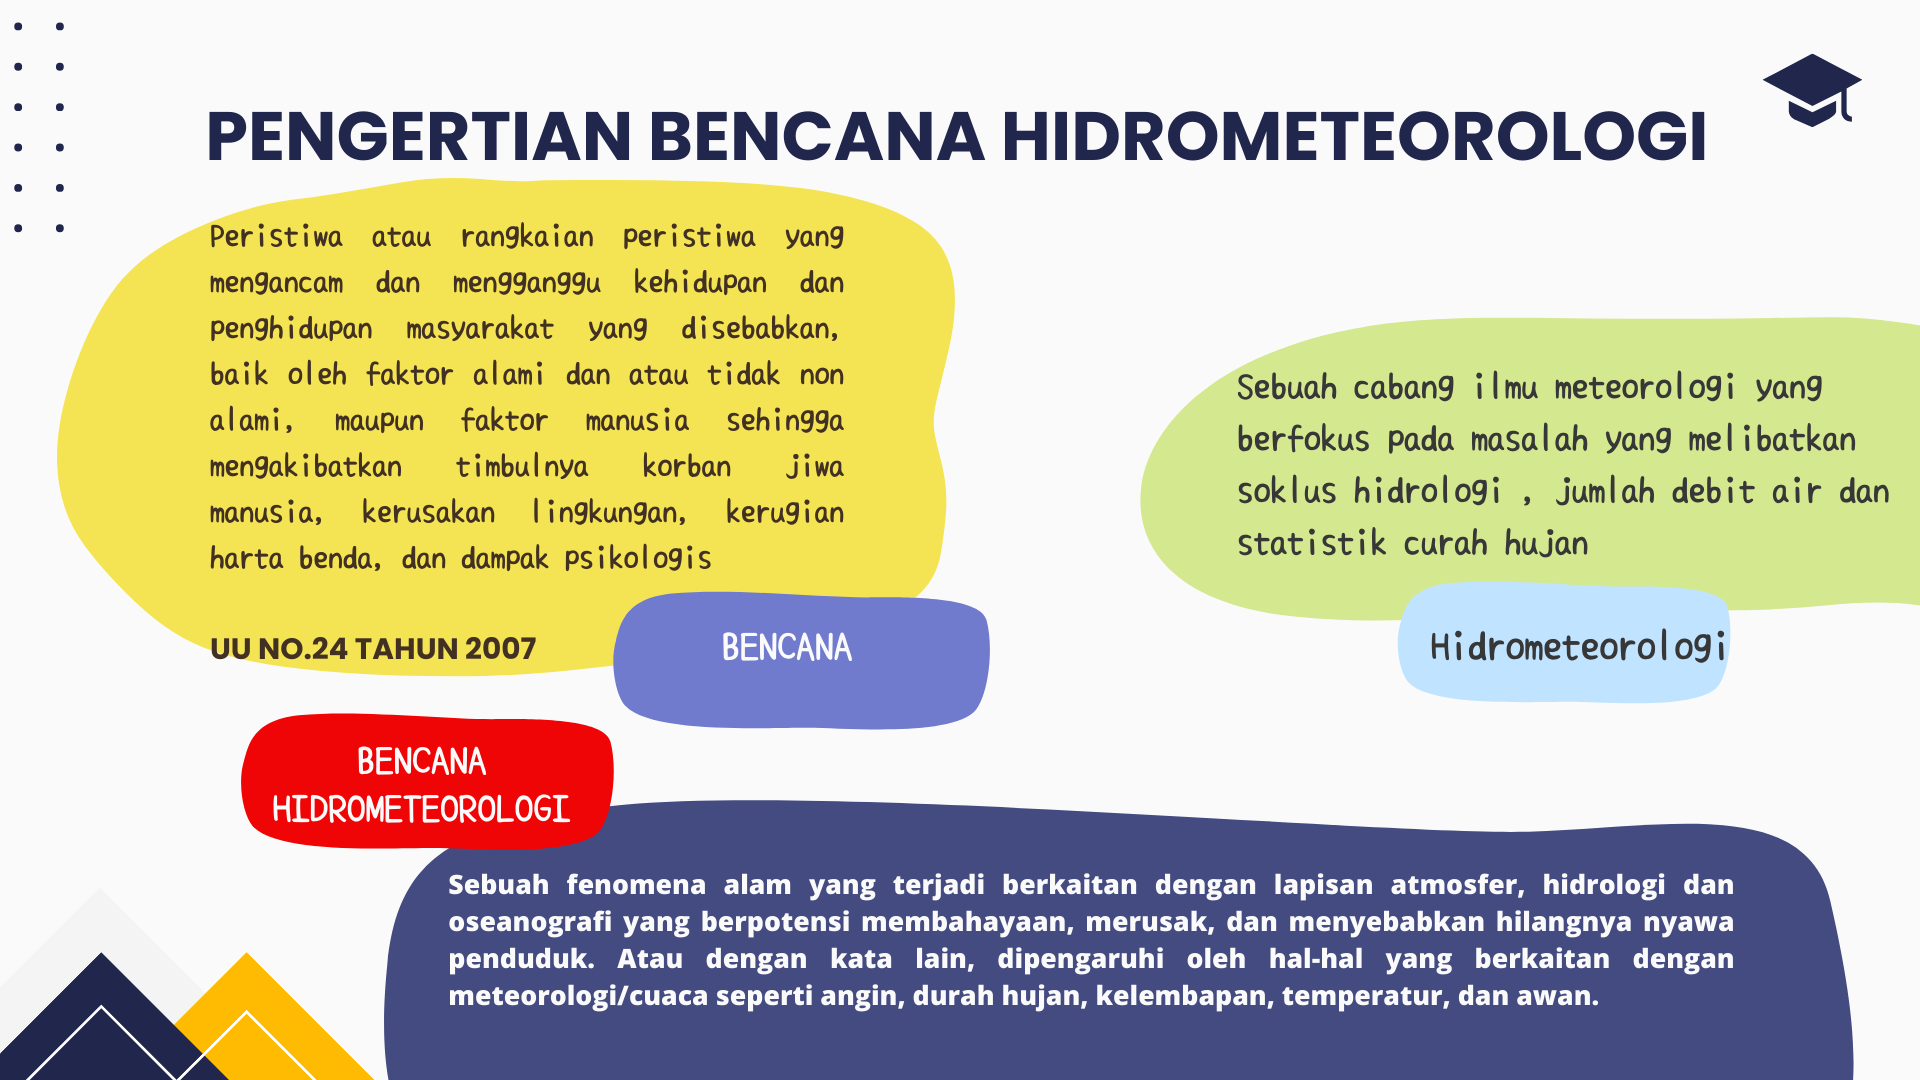 PENGERTIAN BENCANA HIDROMETEOROLOGI
Peristiwa atau rangkaian peristiwa yang
mengancam dan mengganggu kehidupan dan
penghidupan masyarakat yang disebabkan,
baik oleh faktor alami dan atau tidak non
alami, maupun faktor manusia sehingga
mengakibatkan timbulnya korban jiwa
manusia, kerusakan lingkungan, kerugian
harta benda, dan dampak psikologis
UU NO.24 TAHUN 2007
BENCANA
Sebuah cabang ilmu meteorologi yang
berfokus pada masalah yang melibatkan
soklus hidrologi , jumlah debit air dan
statistik curah hujan
Hidrometeorologi
BENCANA
HIDROMETEOROLOGI
Sebuah fenomena alam yang terjadi berkaitan dengan lapisan atmosfer, hidrologi dan
oseanografi yang berpotensi membahayaan, merusak, dan menyebabkan hilangnya nyawa
penduduk. Atau dengan kata lain, dipengaruhi oleh hal-hal yang berkaitan dengan
meteorologi/cuaca seperti angin, durah hujan, kelembapan, temperatur, dan awan.